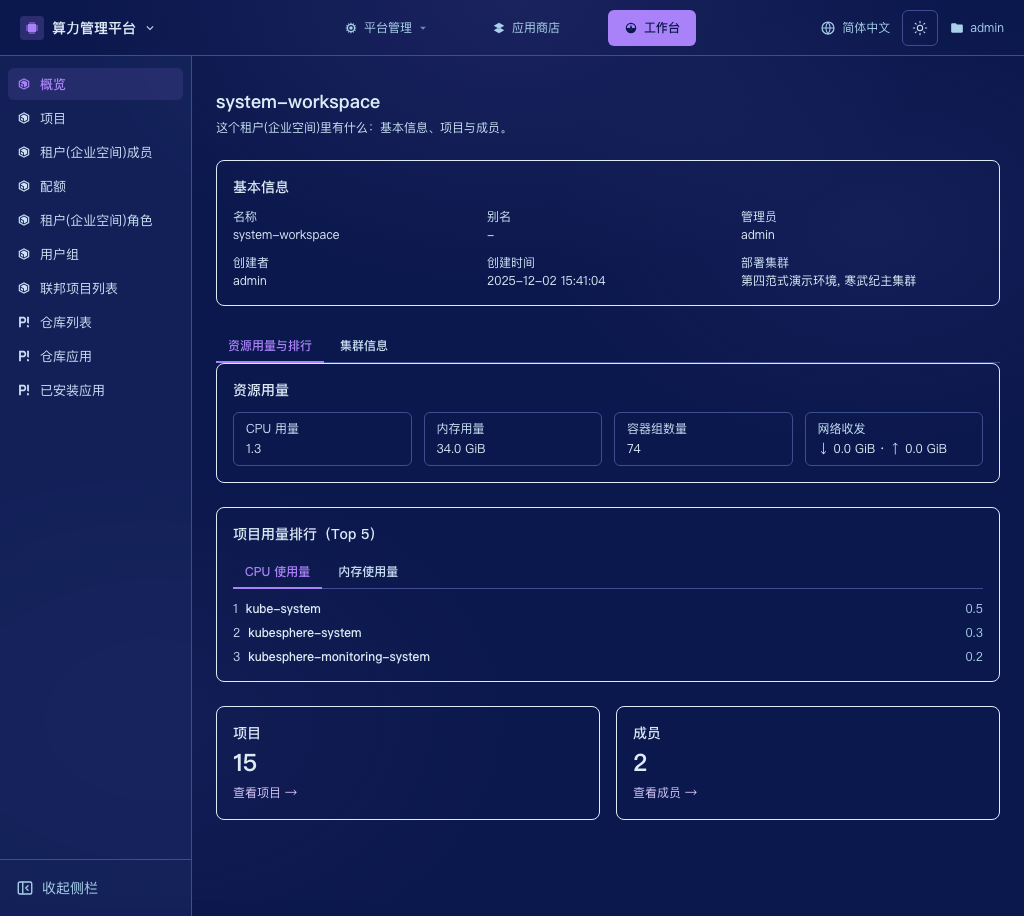 算力管理平台
平台管理
应用商店
工作台
简体中文
admin
概览
项目
租户(企业空间)成员
配额
租户(企业空间)角色
用户组
联邦项目列表
P! 仓库列表
P! 仓库应用
P! 已安装应用
收起侧栏
system-workspace
这个租户(企业空间)里有什么：基本信息、项目与成员。
基本信息
名称 别名 管理员
system-workspace – admin
创建者 创建时间 部署集群
admin 2025-12-02 15:41:04 第四范式演示环境, 寒武纪主集群
资源用量与排行 集群信息
资源用量
CPU 用量 内存用量 容器组数量 网络收发
1.3 34.0 GiB 74 ↓ 0.0 GiB · ↑ 0.0 GiB
项目用量排行（Top 5）
CPU 使用量 内存使用量
1 kube-system 0.5
2 kubesphere-system 0.3
3 kubesphere-monitoring-system 0.2
项目 成员
15 2
查看项目 → 查看成员 →